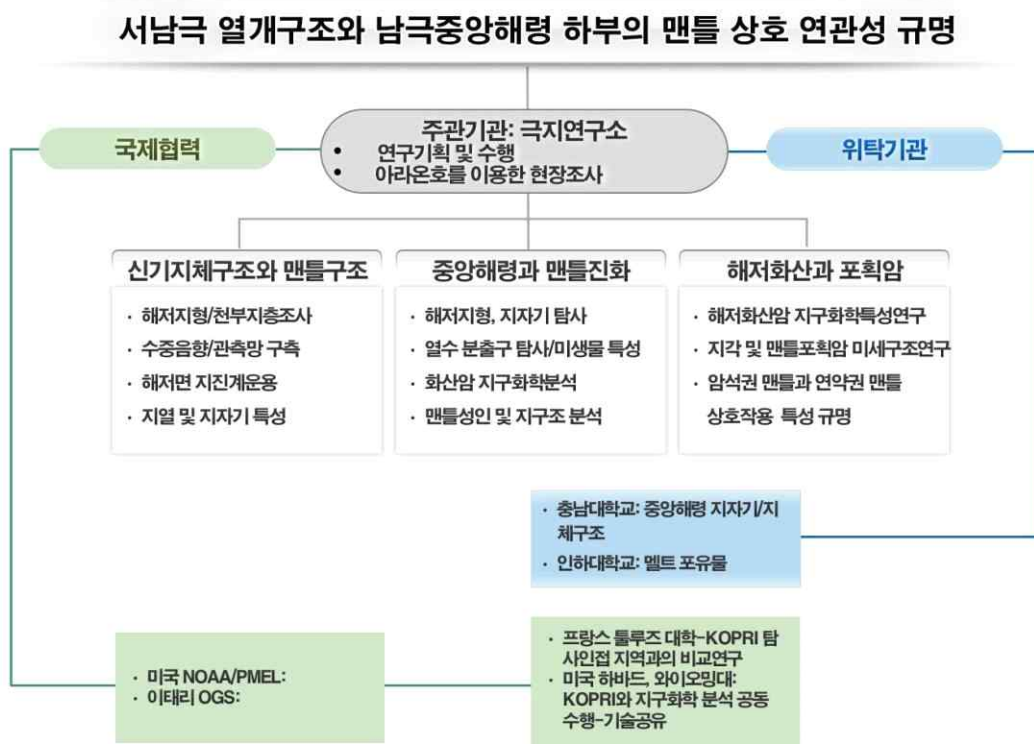 서남극 열개구조와 남극중앙해령 하부의 맨틀 상호 연관성 규명
국제협력
주관기관: 극지연구소
• 연구기획 및 수행
• 아라온호를 이용한 현장조사
위탁기관
신기지체구조와 맨틀구조
· 해저지형/천부지층조사
· 수중음향/관측망 구축
· 해저면 지진계운용
· 지열 및 지자기 특성
중앙해령과 맨틀진화
· 해저지형, 지자기 탐사
· 열수 분출구 탐사/미생물 특성
· 화산암 지구화학분석
· 맨틀성인 및 지구조 분석
해저화산과 포획암
· 해저화산암 지구화학특성연구
· 지각 및 맨틀포획암 미세구조연구
· 암석권 맨틀과 연약권 맨틀
상호작용 특성 규명
· 충남대학교: 중앙해령 지자기/지
체구조
· 인하대학교: 멜트 포유물
· 미국 NOAA/PMEL:
· 이태리 OGS:
· 프랑스 툴루즈 대학-KOPRI 탐
사인접 지역과의 비교연구
· 미국 하바드, 와이오밍대:
KOPRI와 지구화학 분석 공동
수행-기술공유